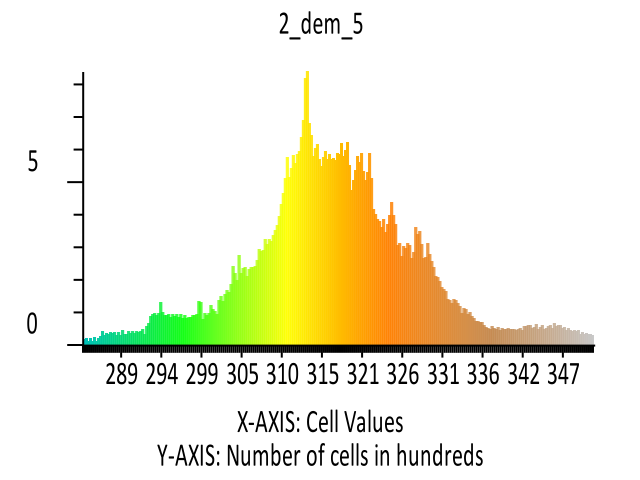 2_dem_5
5
0
289 294 299 305 310 315 321 326 331 336 342 347
X-AXIS: Cell Values
Y-AXIS: Number of cells in hundreds